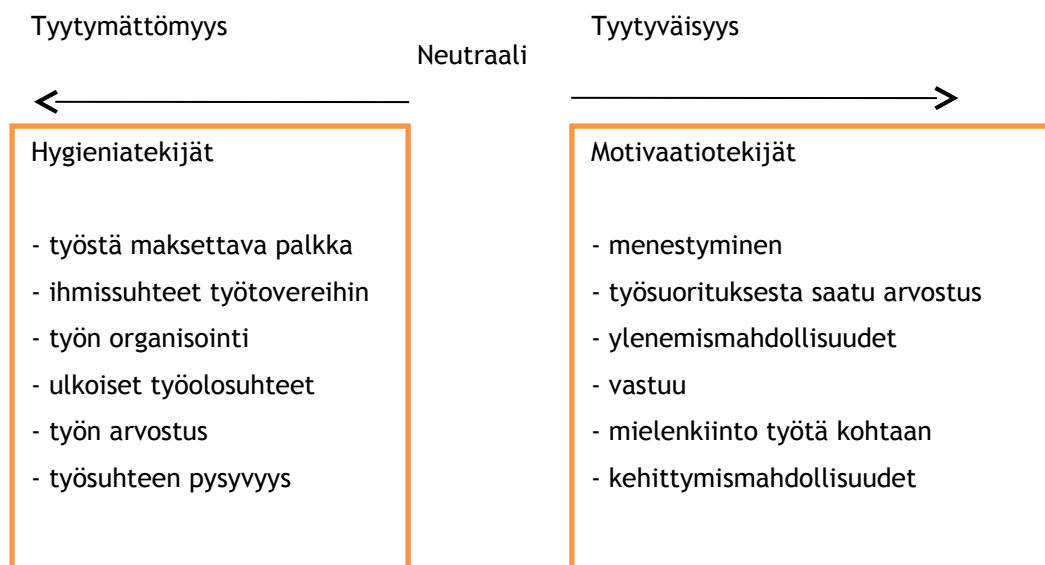 Tyytymättömyys
Neutraali
Tyytyväisyys
Hygieniatekijät
- työstä maksettava palkka
- ihmissuhteet työtovereihin
- työn organisointi
- ulkoiset työolosuhteet
- työn arvostus
- työsuhteen pysyvyys
Motivaatiotekijät
- menestyminen
- työsuorituksesta saatu arvostus
- ylenemismahdollisuudet
- vastuu
- mielenkiinto työtä kohtaan
- kehittymismahdollisuudet